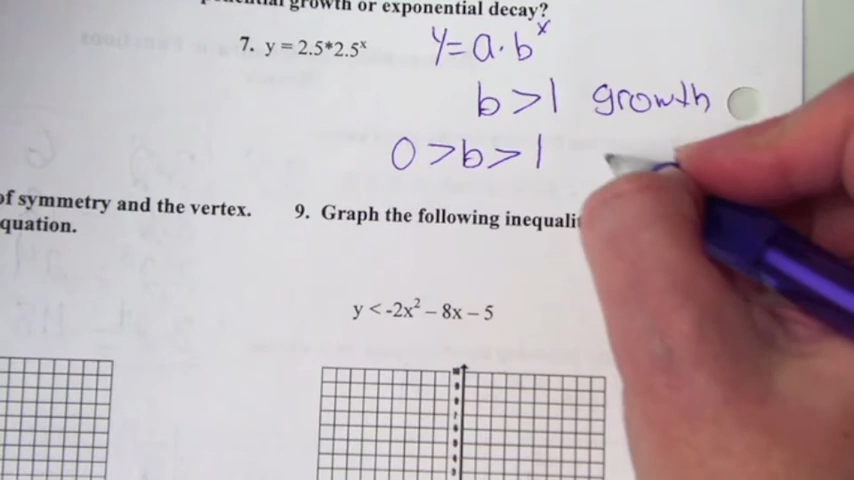 growth or exponential decay?
7. y = 2.5*2.5ˣ
y = a · bˣ
b > 1 growth
0 > b > 1
of symmetry and the vertex.
quation.
9. Graph the following inequali
y < -2x² – 8x – 5